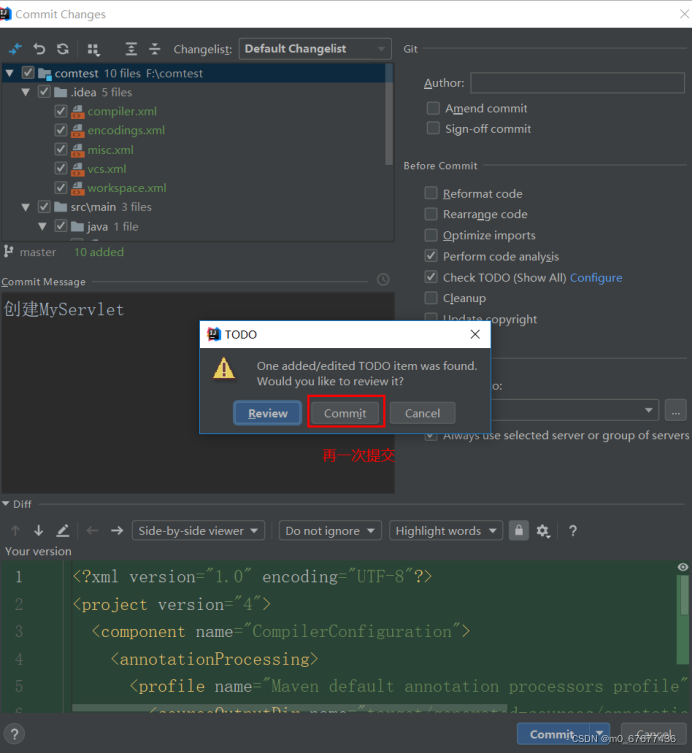 Commit Changes
Changelist: Default Changelist
Git
comtest 10 files F:\comtest
.idea 5 files
compiler.xml
encodings.xml
misc.xml
vcs.xml
workspace.xml
src\main 3 files
java 1 file
master 10 added
Author:
Amend commit
Sign-off commit
Before Commit
Reformat code
Rearrange code
Optimize imports
Perform code analysis
Check TODO (Show All) Configure
Cleanup
Update copyright
Commit Message
创建MyServlet
TODO
One added/edited TODO item was found.
Would you like to review it?
Review Commit Cancel
再一次提交
to:
...
Always use selected server or group of servers
Diff
Side-by-side viewer Do not ignore Highlight words ?
Your version
1 <?xml version="1.0" encoding="UTF-8"?>
2 <project version="4">
3 <component name="CompilerConfiguration">
4 <annotationProcessing>
5 <profile name="Maven default annotation processors profile"
? Commit Cancel
CSDN @m0_67677436